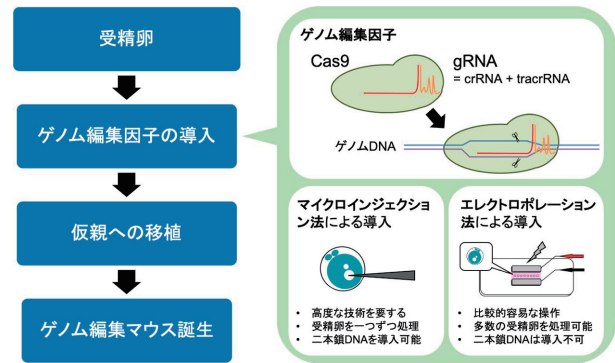 受精卵
ゲノム編集因子の導入
仮親への移植
ゲノム編集マウス誕生
ゲノム編集因子
Cas9
gRNA
= crRNA + tracrRNA
ゲノムDNA
マイクロインジェクショ
ン法による導入
• 高度な技術を要する
• 受精卵を一つずつ処理
• 二本鎖DNAを導入可能
エレクトロポレーション
法による導入
• 比較的容易な操作
• 多数の受精卵を処理可能
• 二本鎖DNAは導入不可